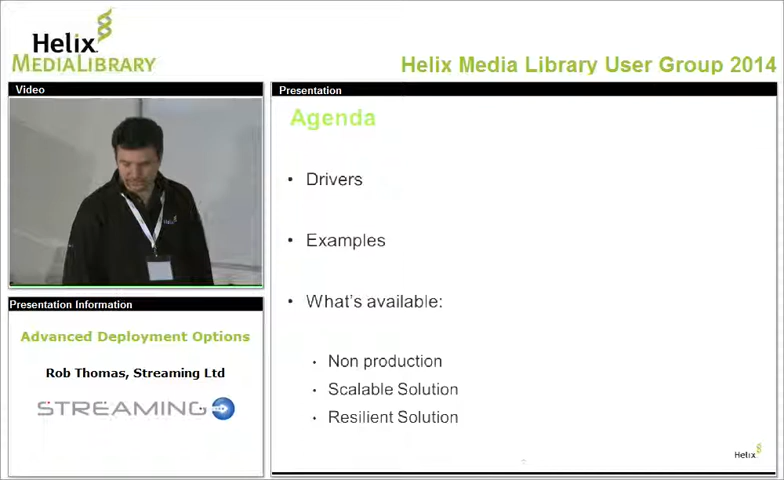 Helix
MEDIALIBRARY
Helix Media Library User Group 2014
Video
Presentation
Agenda
• Drivers
• Examples
• What's available:
• Non production
• Scalable Solution
• Resilient Solution
Helix
Presentation Information
Advanced Deployment Options
Rob Thomas, Streaming Ltd
STREAMING
Helix